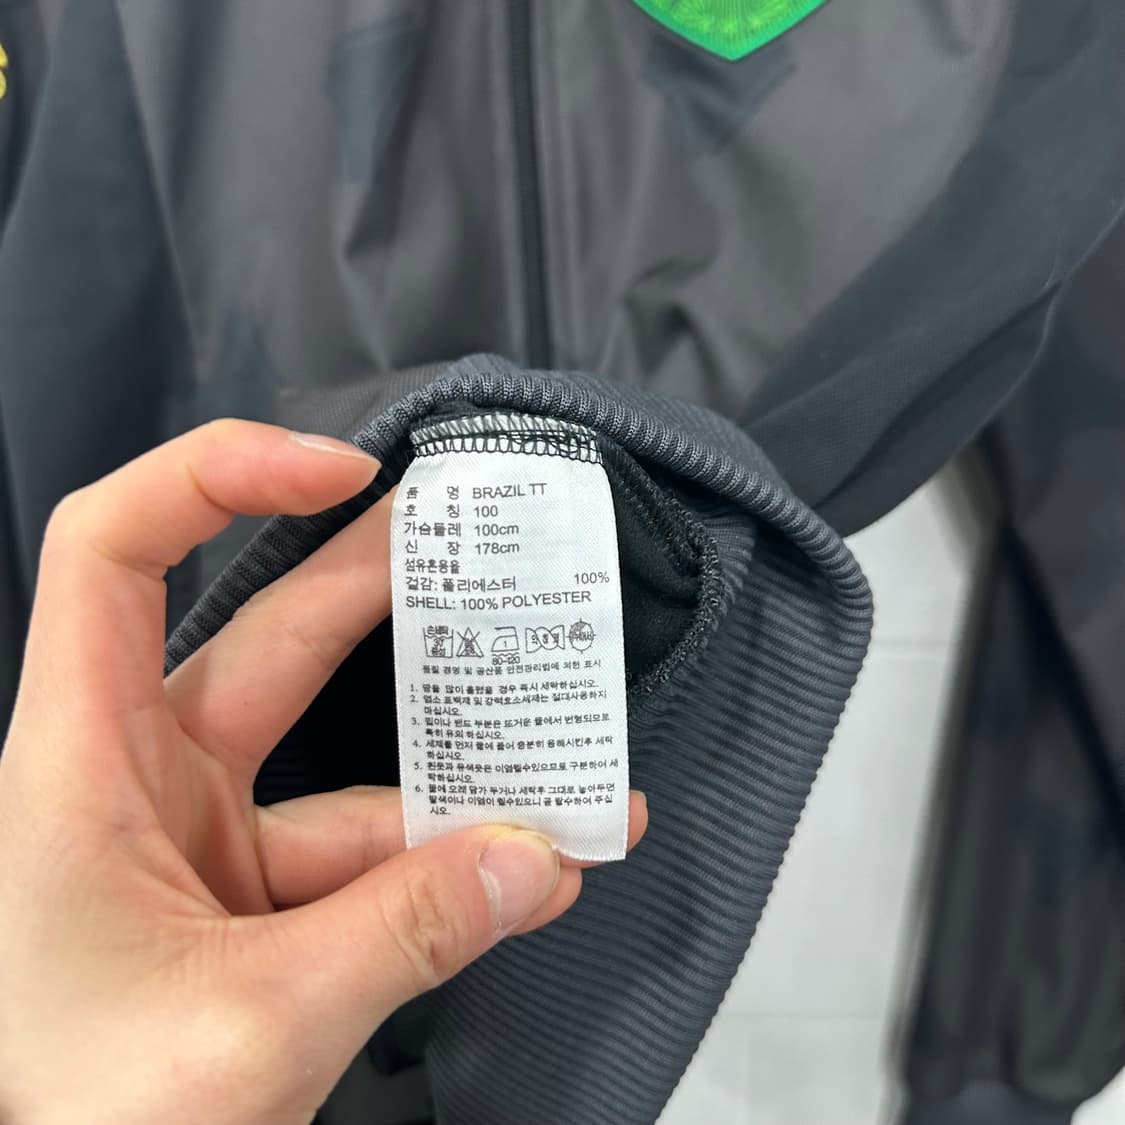 품 명 BRAZIL TT
호 칭 100
가슴둘레 100cm
신 장 178cm
섬유혼용율
겉감: 폴리에스터 100%
SHELL: 100% POLYESTER
80-120
품질 경영 및 공산품 안전관리법에 의한 표시
1. 땀을 많이 흘렸을 경우 즉시 세탁하십시오.
2. 염소 표백제 및 강력효소세제는 절대사용하지
마십시오.
3. 립이나 밴드 부분은 뜨거운 물에서 변형되므로
특히 유의 하십시오.
4. 세제를 먼저 물에 풀어 충분히 용해시킨후 세탁
하십시오.
5. 흰옷과 유색옷은 이염될수있으므로 구분하여 세
탁하십시오.
6. 물에 오래 담가 두거나 세탁후 그대로 놓아두면
탈색이나 이염이 될수있으니 곧 탈수하여 주십
시오.